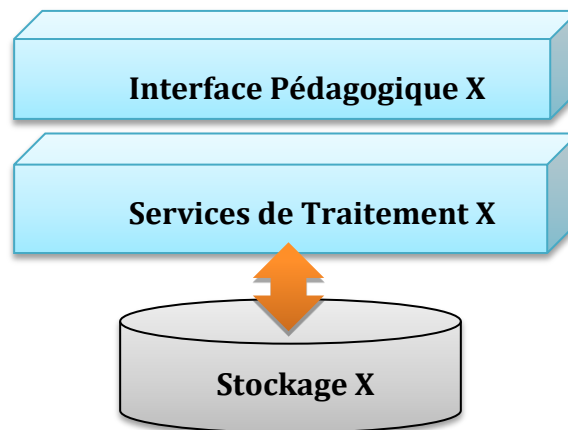 Interface Pédagogique X
Services de Traitement X
Stockage X